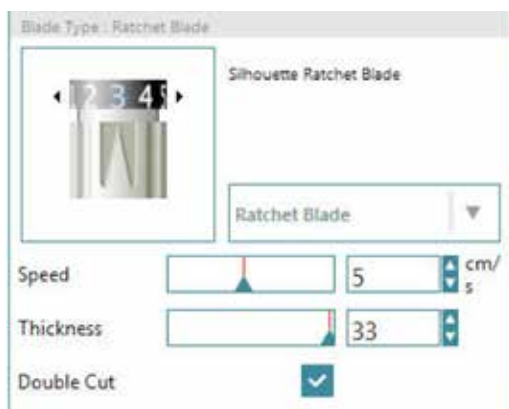 Blade Type : Ratchet Blade
Silhouette Ratchet Blade
2 3 4 5
Ratchet Blade
Speed 5 cm/
s
Thickness 33
Double Cut